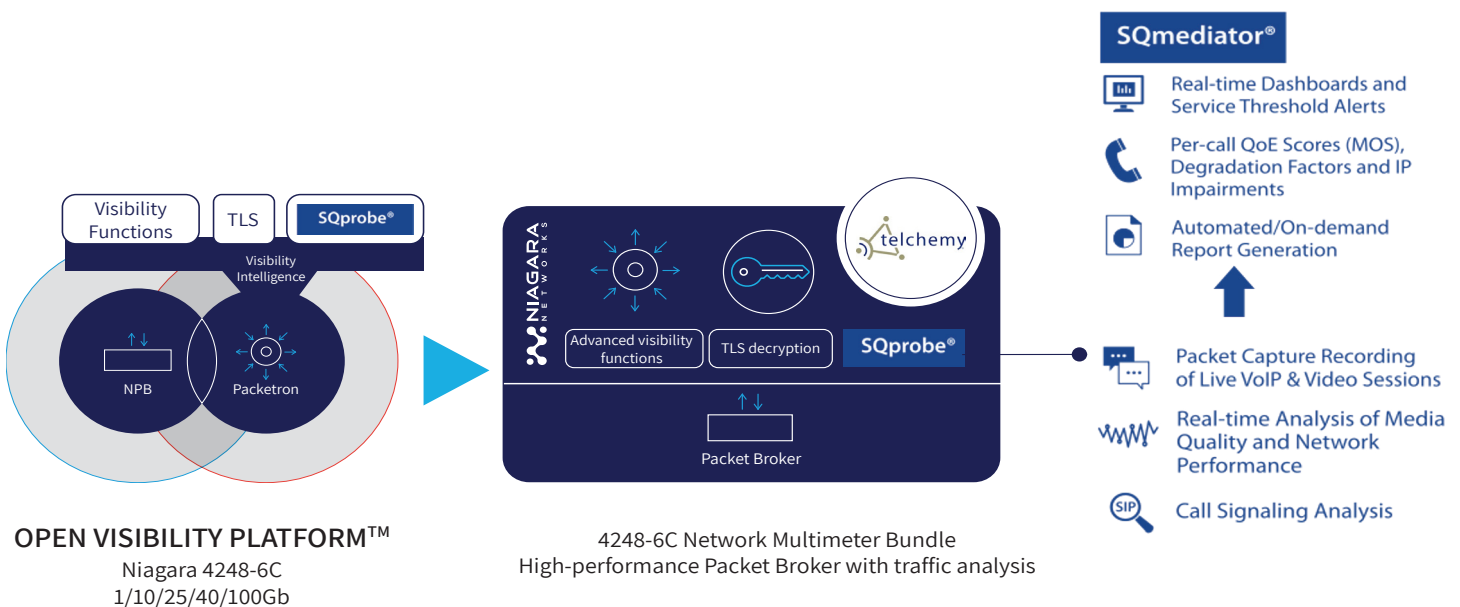 Visibility
Functions
TLS
SQprobe®
Visibility
Intelligence
NPB
Packetron
OPEN VISIBILITY PLATFORM™
Niagara 4248-6C
1/10/25/40/100Gb
NIAGARA
NETWORKS
telchemy
Advanced visibility
functions
TLS decryption
SQprobe®
Packet Broker
4248-6C Network Multimeter Bundle
High-performance Packet Broker with traffic analysis
SQmediator®
Real-time Dashboards and
Service Threshold Alerts
Per-call QoE Scores (MOS),
Degradation Factors and IP
Impairments
Automated/On-demand
Report Generation
Packet Capture Recording
of Live VoIP & Video Sessions
Real-time Analysis of Media
Quality and Network
Performance
SIP
Call Signaling Analysis